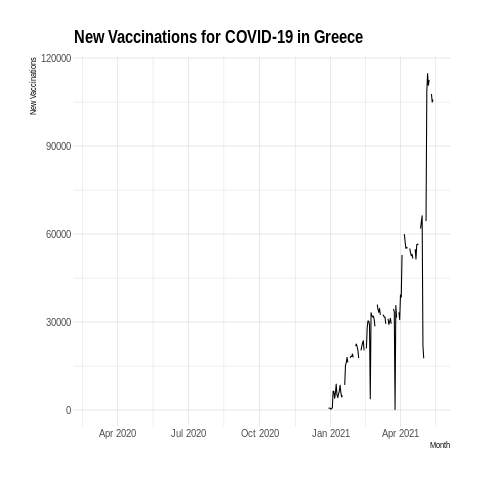 New Vaccinations for COVID-19 in Greece
New Vaccinations
120000
90000
60000
30000
0
Apr 2020 Jul 2020 Oct 2020 Jan 2021 Apr 2021
Month